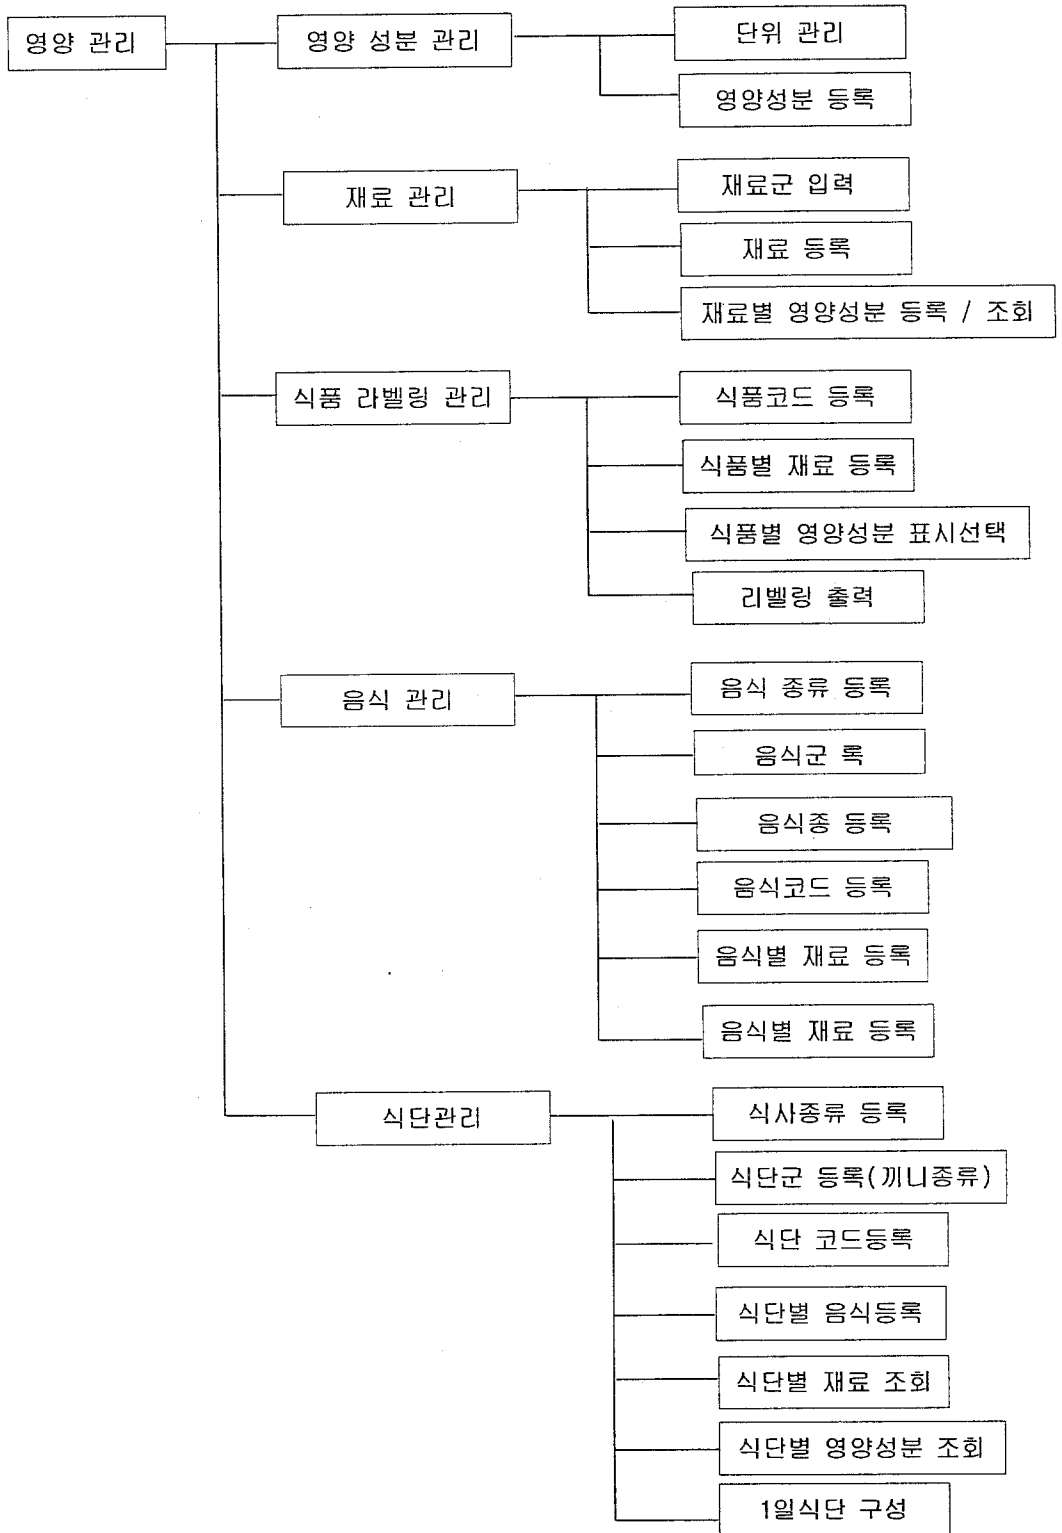 영양 관리
영양 성분 관리
단위 관리
영양성분 등록
재료 관리
재료군 입력
재료 등록
재료별 영양성분 등록 / 조회
식품 라벨링 관리
식품코드 등록
식품별 재료 등록
식품별 영양성분 표시선택
리벨링 출력
음식 관리
음식 종류 등록
음식군 록
음식종 등록
음식코드 등록
음식별 재료 등록
음식별 재료 등록
식단관리
식사종류 등록
식단군 등록(끼니종류)
식단 코드등록
식단별 음식등록
식단별 재료 조회
식단별 영양성분 조회
1일식단 구성